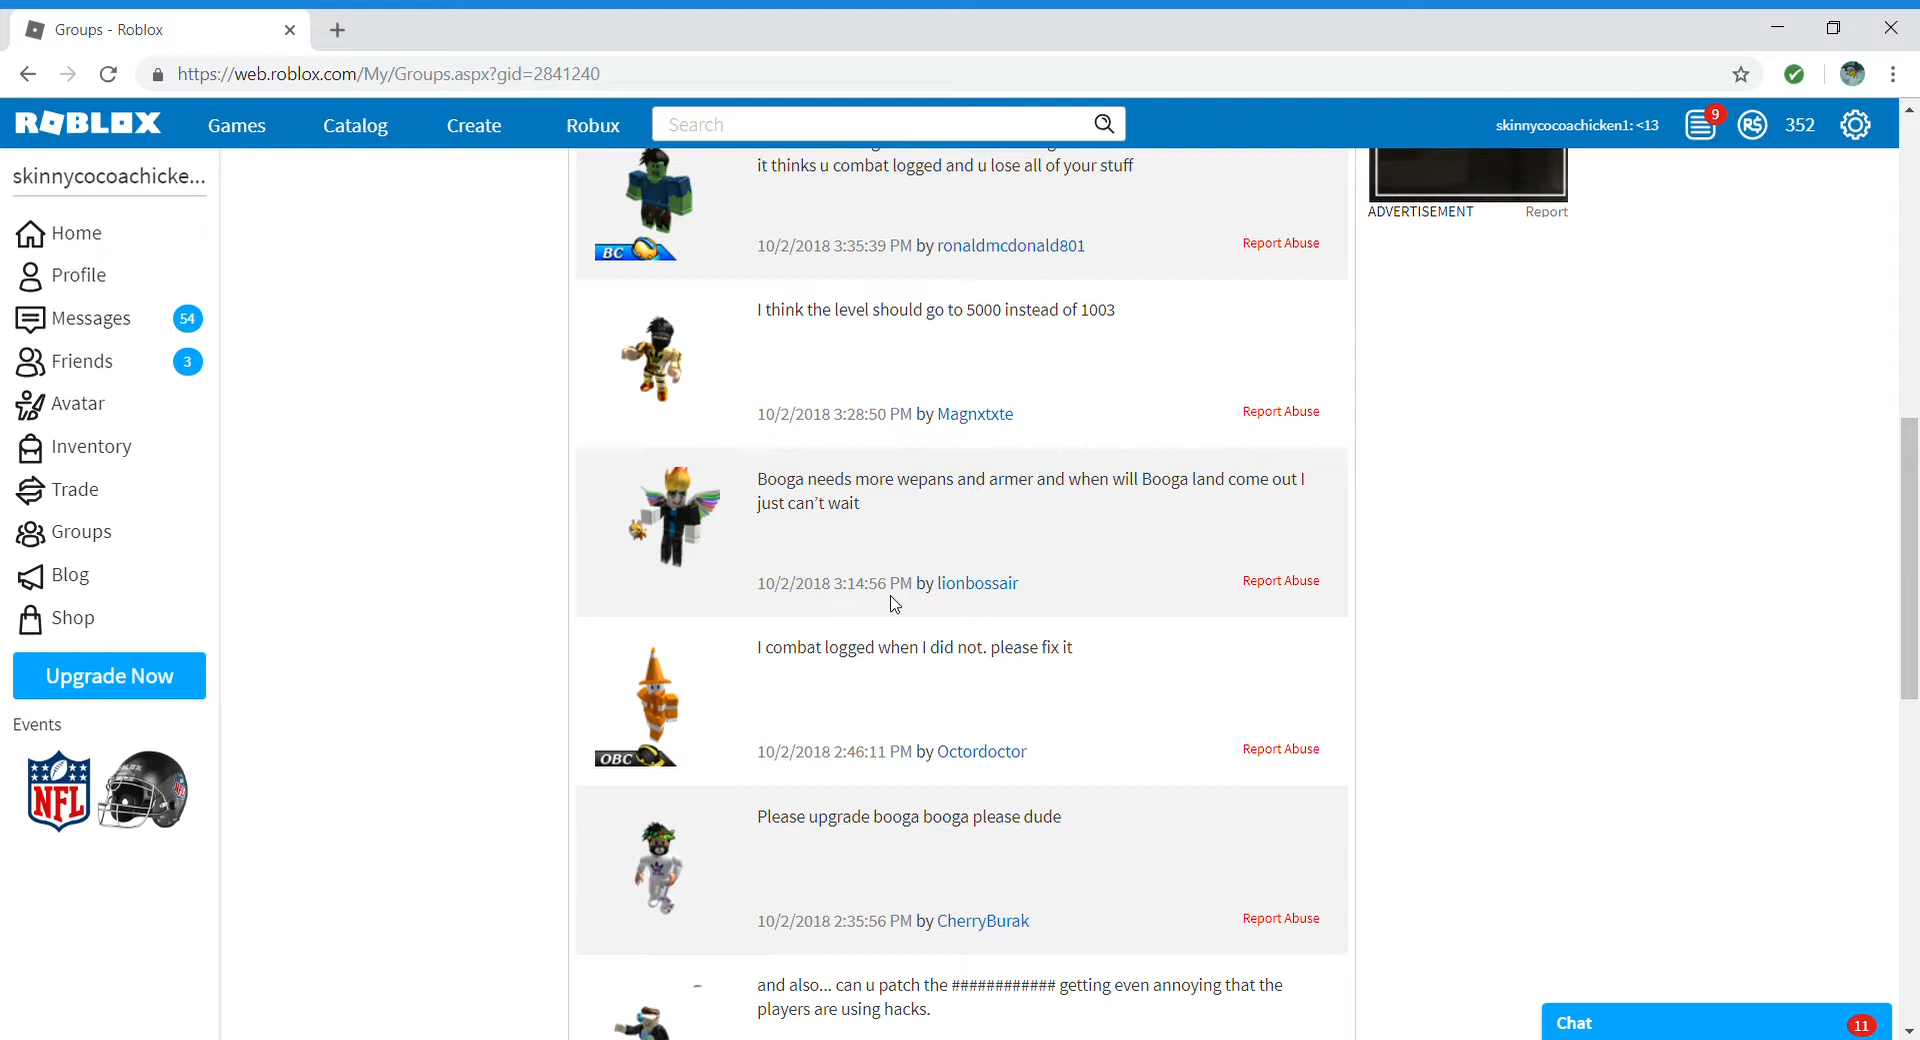 Groups - Roblox
https://web.roblox.com/My/Groups.aspx?gid=2841240
ROBLOX
Games
Catalog
Create
Robux
Search
skinnycocoachicken1: <13
9
R$
352
skinnycocoachicke...
Home
Profile
Messages
54
Friends
3
Avatar
Inventory
Trade
Groups
Blog
Shop
Upgrade Now
Events
NFL
it thinks u combat logged and u lose all of your stuff
BC
10/2/2018 3:35:39 PM by ronaldmcdonald801
Report Abuse
I think the level should go to 5000 instead of 1003
10/2/2018 3:28:50 PM by Magnxtxte
Report Abuse
Booga needs more wepans and armer and when will Booga land come out I
just can’t wait
10/2/2018 3:14:56 PM by lionbossair
Report Abuse
I combat logged when I did not. please fix it
OBC
10/2/2018 2:46:11 PM by Octordoctor
Report Abuse
Please upgrade booga booga please dude
10/2/2018 2:35:56 PM by CherryBurak
Report Abuse
and also... can u patch the ############ getting even annoying that the
players are using hacks.
ADVERTISEMENT
Report
Chat
11